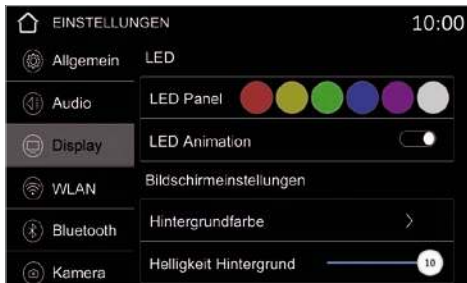 EINSTELLUNGEN 10:00
Allgemein
Audio
Display
WLAN
Bluetooth
Kamera
LED
LED Panel
LED Animation
Bildschirmeinstellungen
Hintergrundfarbe
Helligkeit Hintergrund 10